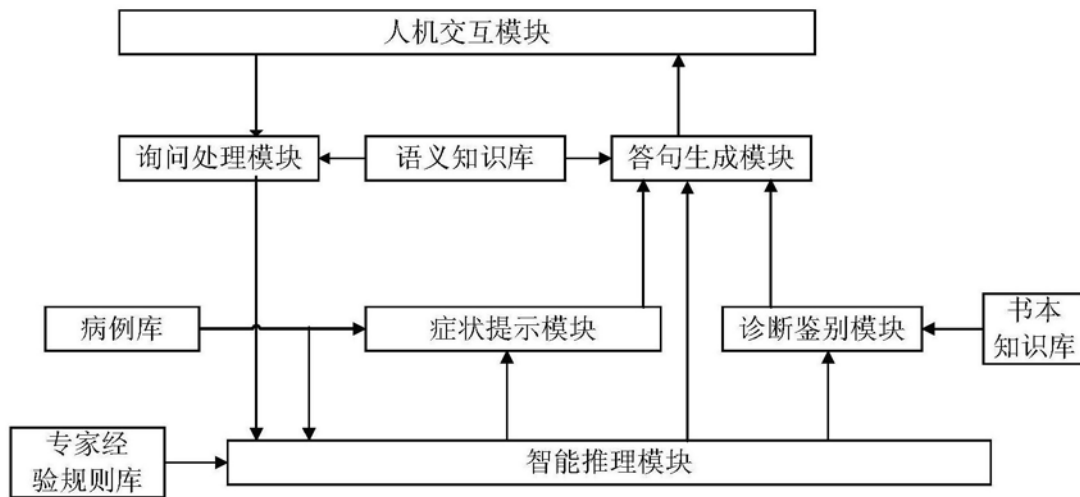 人机交互模块
询问处理模块
语义知识库
答句生成模块
病例库
症状提示模块
诊断鉴别模块
书本
知识库
专家经
验规则库
智能推理模块